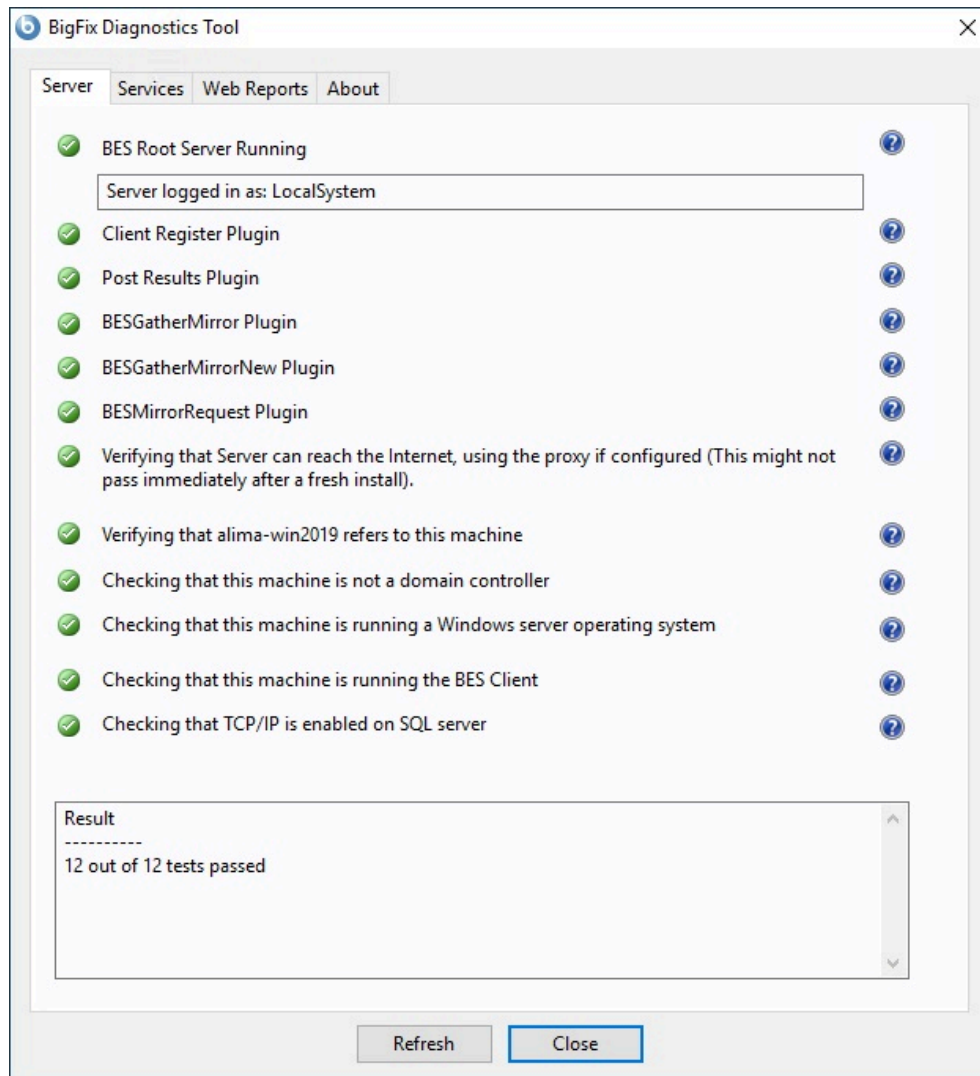 BigFix Diagnostics Tool
Server
Services
Web Reports
About
BES Root Server Running
Server logged in as: LocalSystem
Client Register Plugin
Post Results Plugin
BESGatherMirror Plugin
BESGatherMirrorNew Plugin
BESMirrorRequest Plugin
Verifying that Server can reach the Internet, using the proxy if configured (This might not
pass immediately after a fresh install).
Verifying that alima-win2019 refers to this machine
Checking that this machine is not a domain controller
Checking that this machine is running a Windows server operating system
Checking that this machine is running the BES Client
Checking that TCP/IP is enabled on SQL server
Result
----------
12 out of 12 tests passed
Refresh
Close